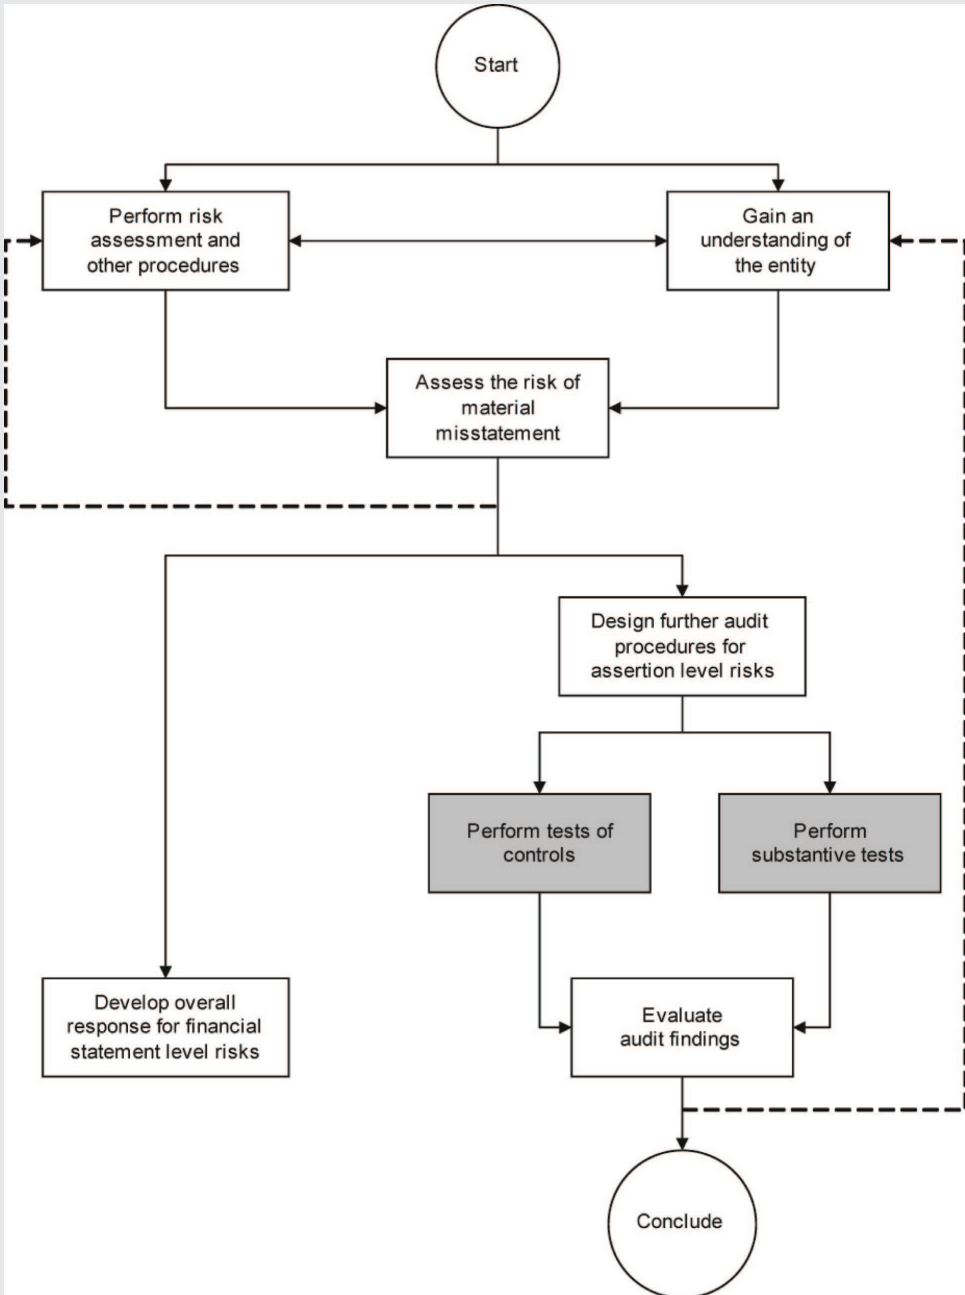 Start
Perform risk
assessment and
other procedures
Gain an
understanding of
the entity
Assess the risk of
material
misstatement
Design further audit
procedures for
assertion level risks
Perform tests of
controls
Perform
substantive tests
Develop overall
response for financial
statement level risks
Evaluate
audit findings
Conclude